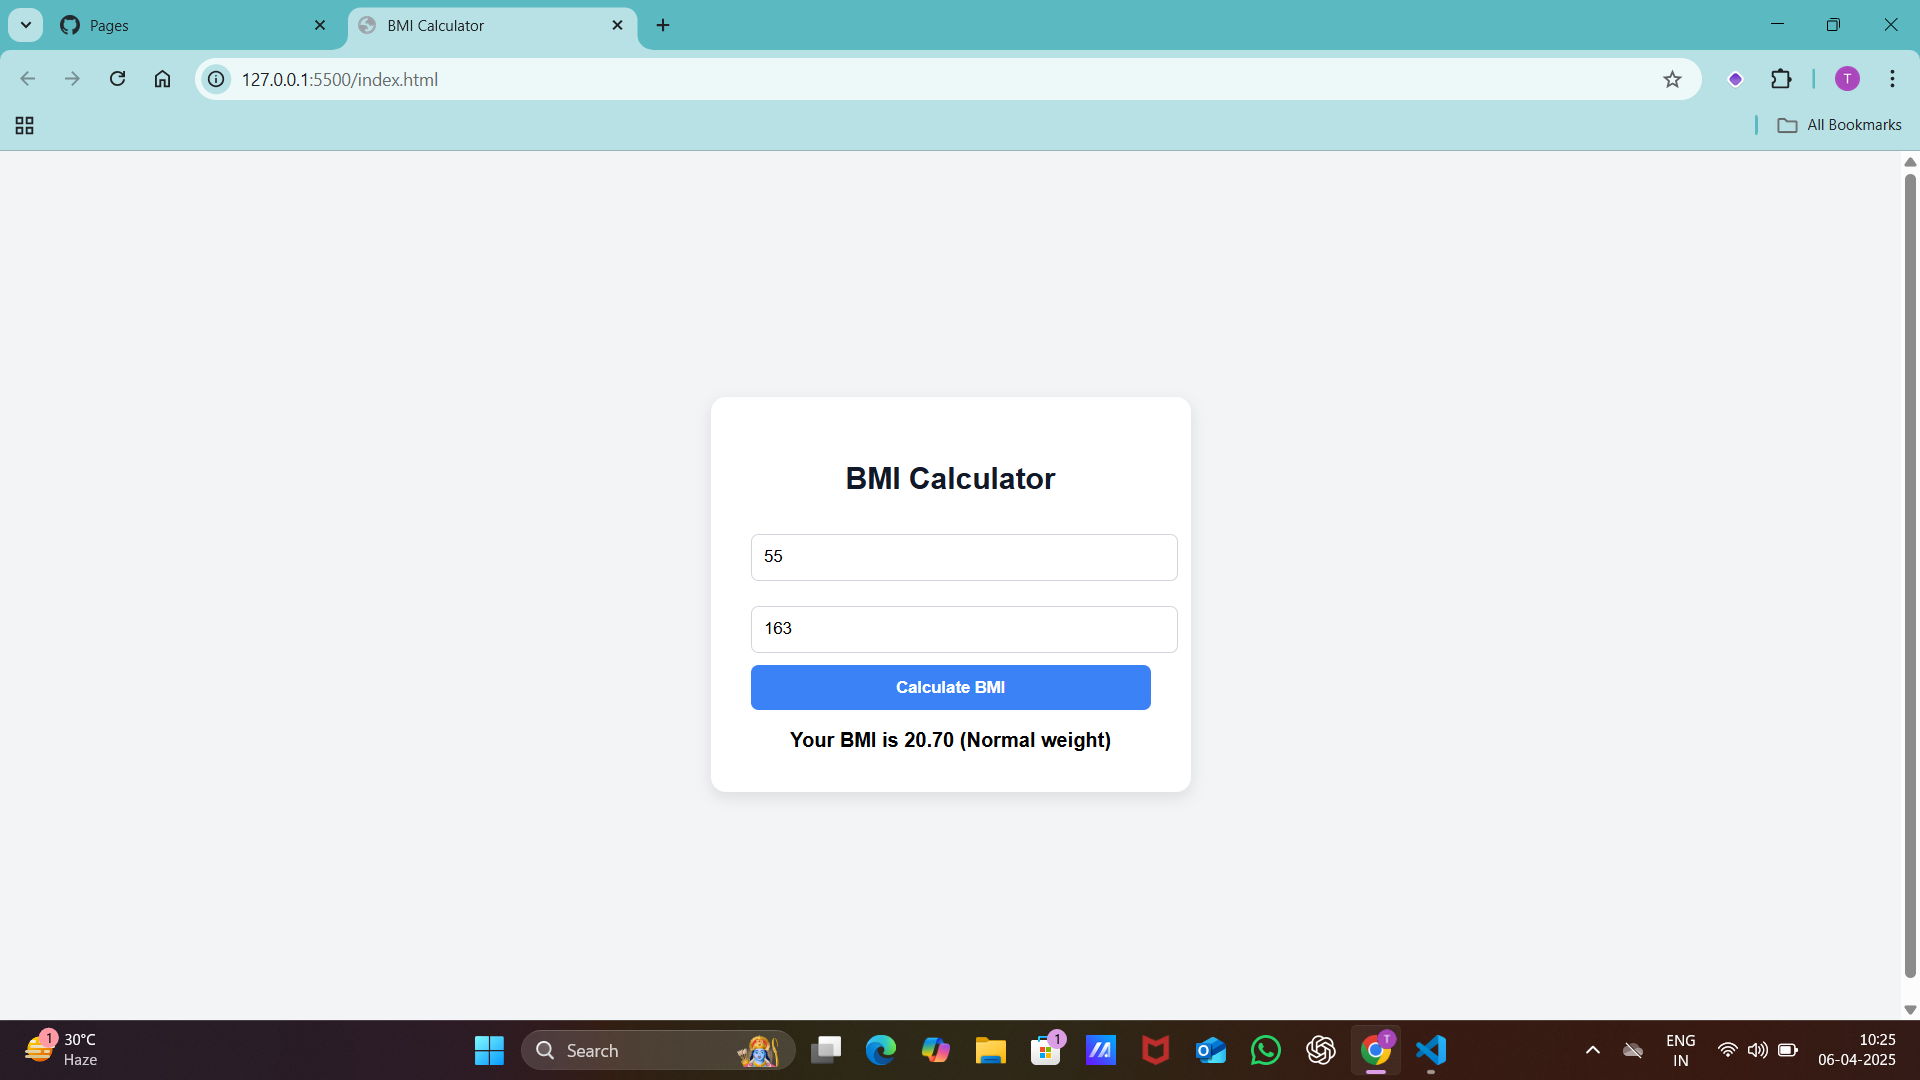 Pages
BMI Calculator
127.0.0.1:5500/index.html
T
All Bookmarks
BMI Calculator
55
163
Calculate BMI
Your BMI is 20.70 (Normal weight)
1
30°C
Haze
Search
1
T
ENG
IN
10:25
06-04-2025